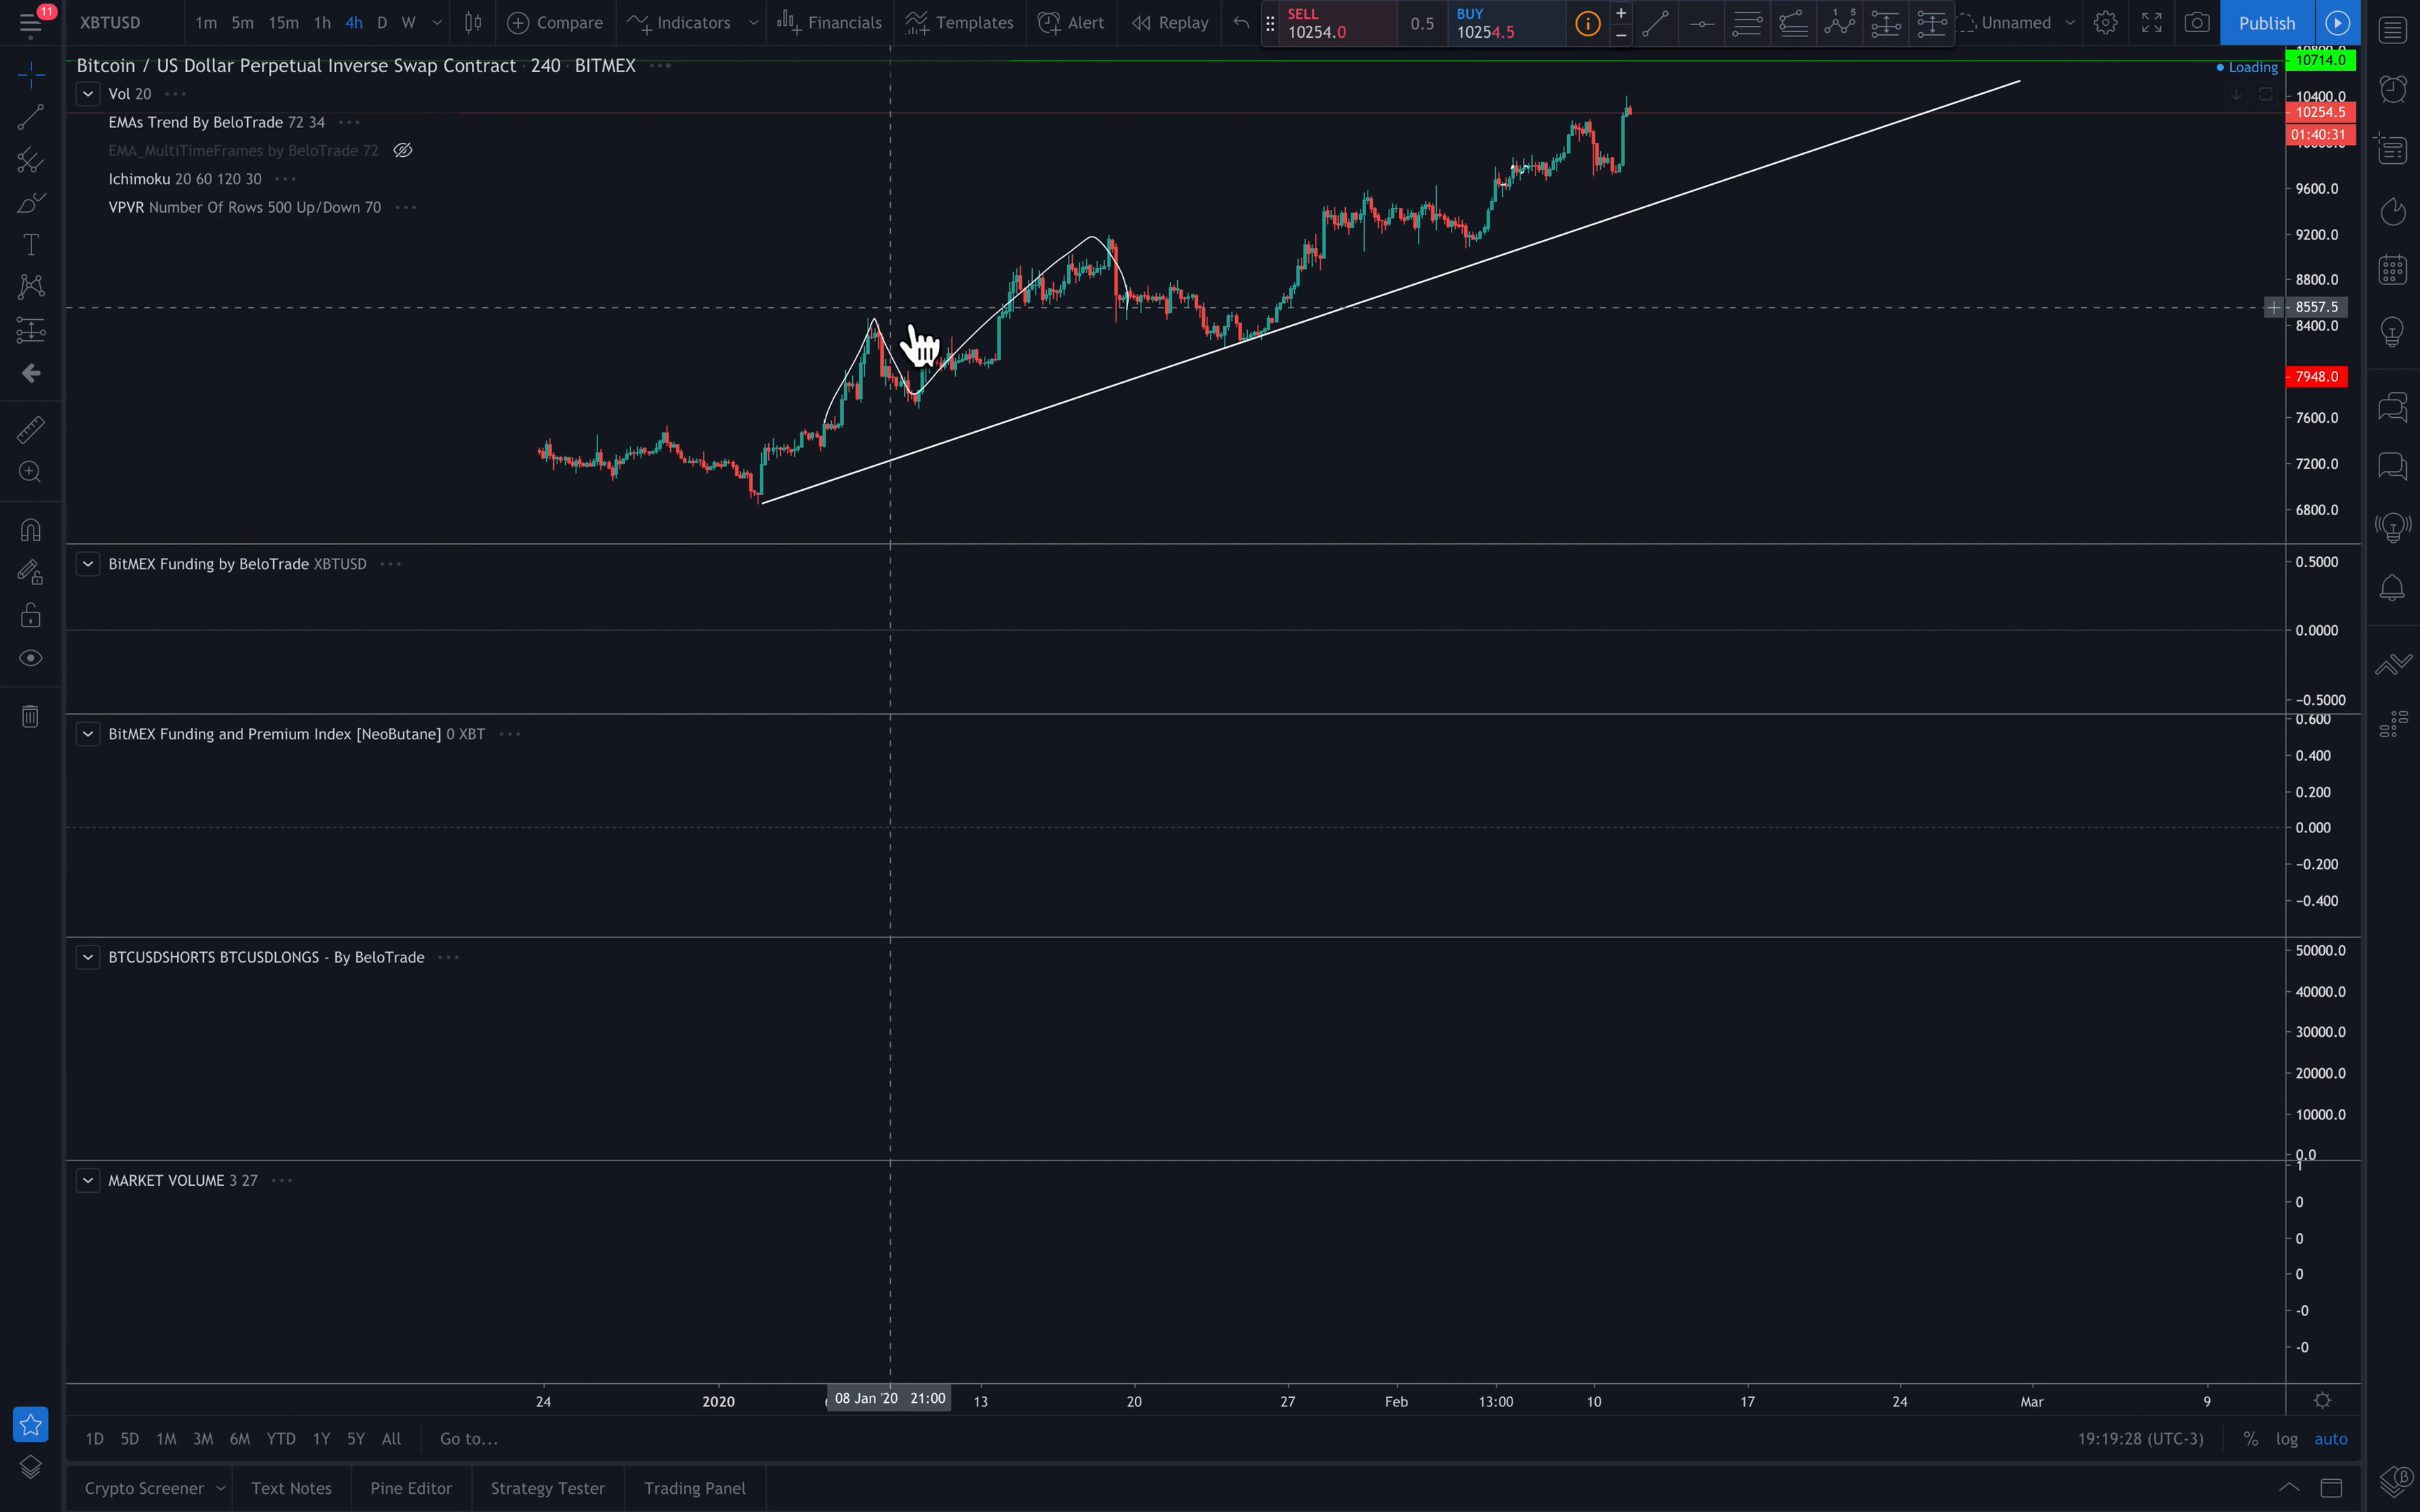 11
XBTUSD 1m 5m 15m 1h 4h D W Compare Indicators Financials Templates Alert Replay SELL 10254.0 0.5 BUY 10254.5 1 5 Unnamed Publish
Bitcoin / US Dollar Perpetual Inverse Swap Contract · 240 · BITMEX
Loading
10714.0
Vol 20
10400.0
10254.5
EMAs Trend By BeloTrade 72 34
01:40:31
EMA_MultiTimeFrames by BeloTrade 72
Ichimoku 20 60 120 30
9600.0
VPVR Number Of Rows 500 Up/Down 70
9200.0
8800.0
8557.5
8400.0
7948.0
7600.0
7200.0
6800.0
BitMEX Funding by BeloTrade XBTUSD
0.5000
0.0000
−0.5000
0.600
BitMEX Funding and Premium Index [NeoButane] 0 XBT
0.400
0.200
0.000
−0.200
−0.400
BTCUSDSHORTS BTCUSDLONGS - By BeloTrade
50000.0
40000.0
30000.0
20000.0
10000.0
0.0
1
MARKET VOLUME 3 27
0
0
0
-0
-0
24 2020 08 Jan '20 21:00 13 20 27 Feb 13:00 10 17 24 Mar 9
1D 5D 1M 3M 6M YTD 1Y 5Y All Go to... 19:19:28 (UTC-3) % log auto
Crypto Screener Text Notes Pine Editor Strategy Tester Trading Panel